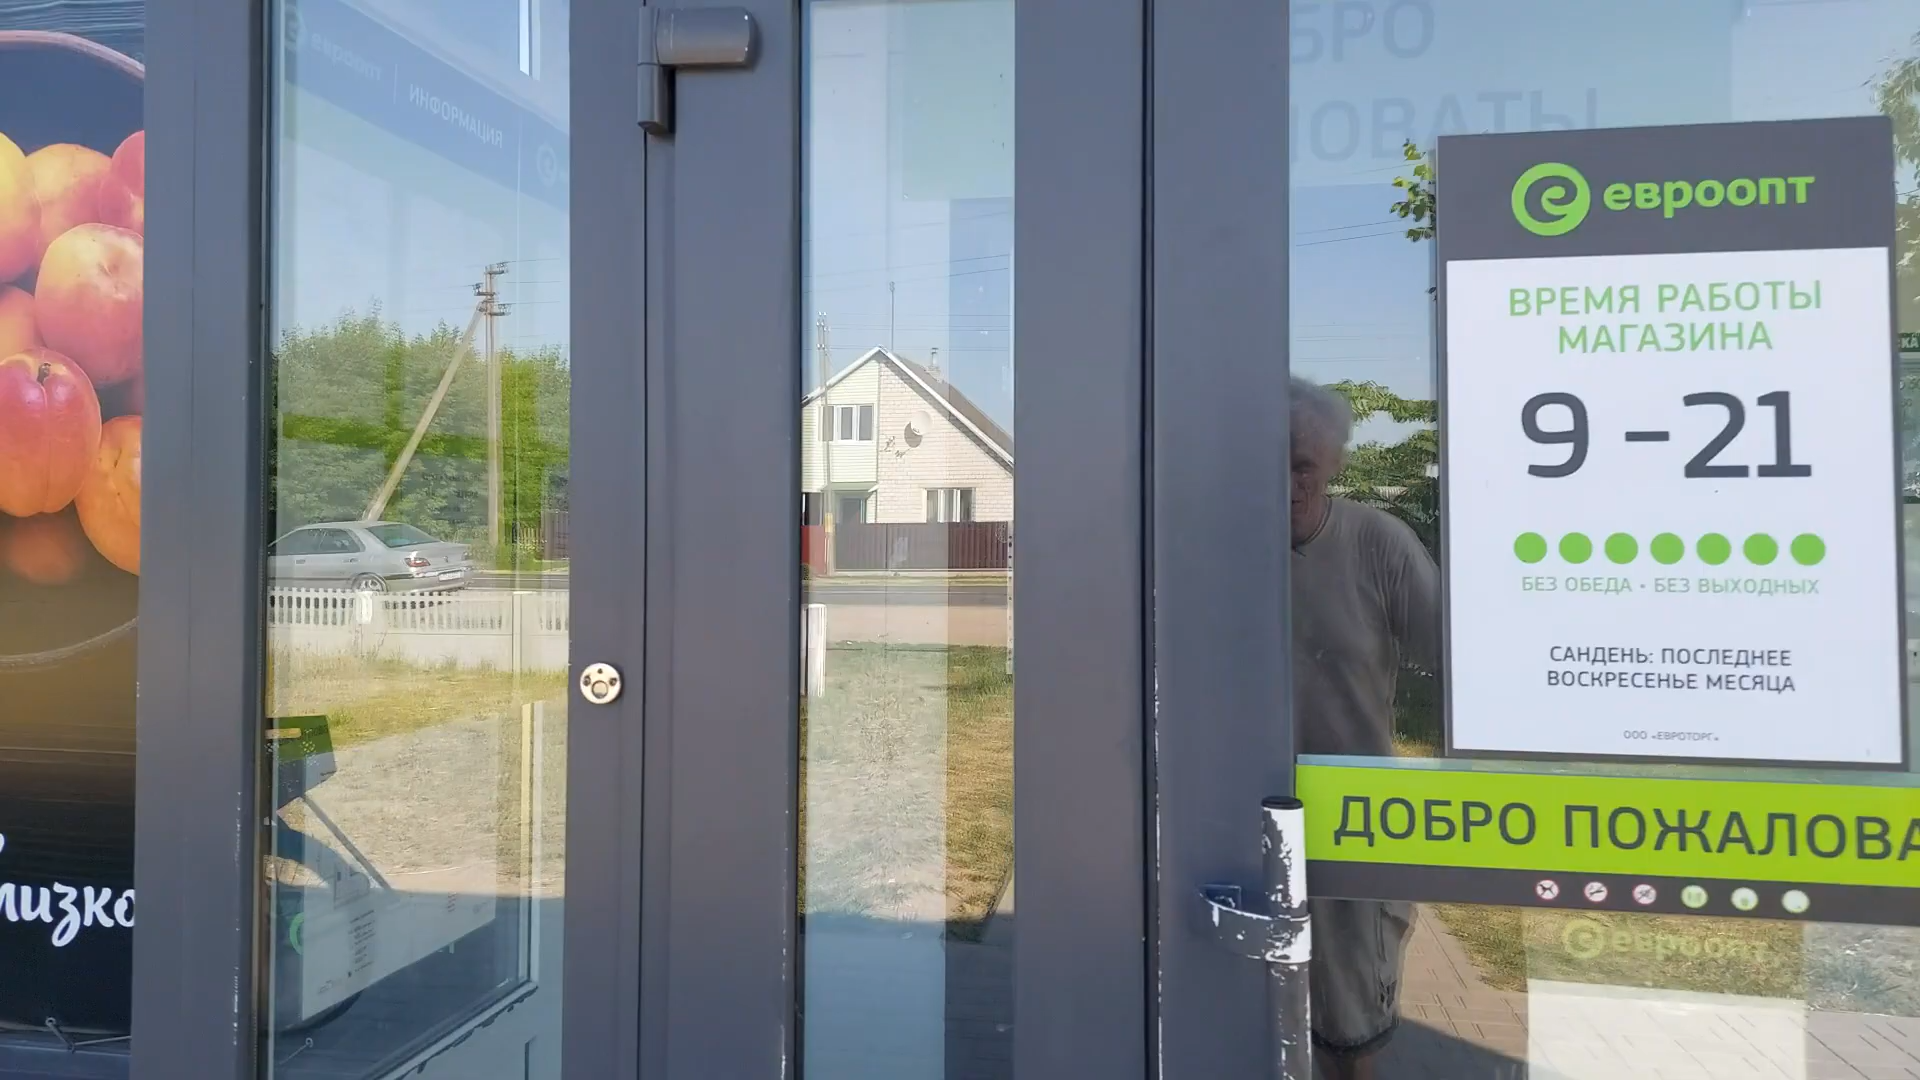 евроопт
ИНФОРМАЦИЯ
евроопт
ВРЕМЯ РАБОТЫ
МАГАЗИНА
9 - 21
БЕЗ ОБЕДА • БЕЗ ВЫХОДНЫХ
САНДЕНЬ: ПОСЛЕДНЕЕ
ВОСКРЕСЕНЬЕ МЕСЯЦА
ООО «ЕВРОТОРГ»
ДОБРО ПОЖАЛОВА
евроопт